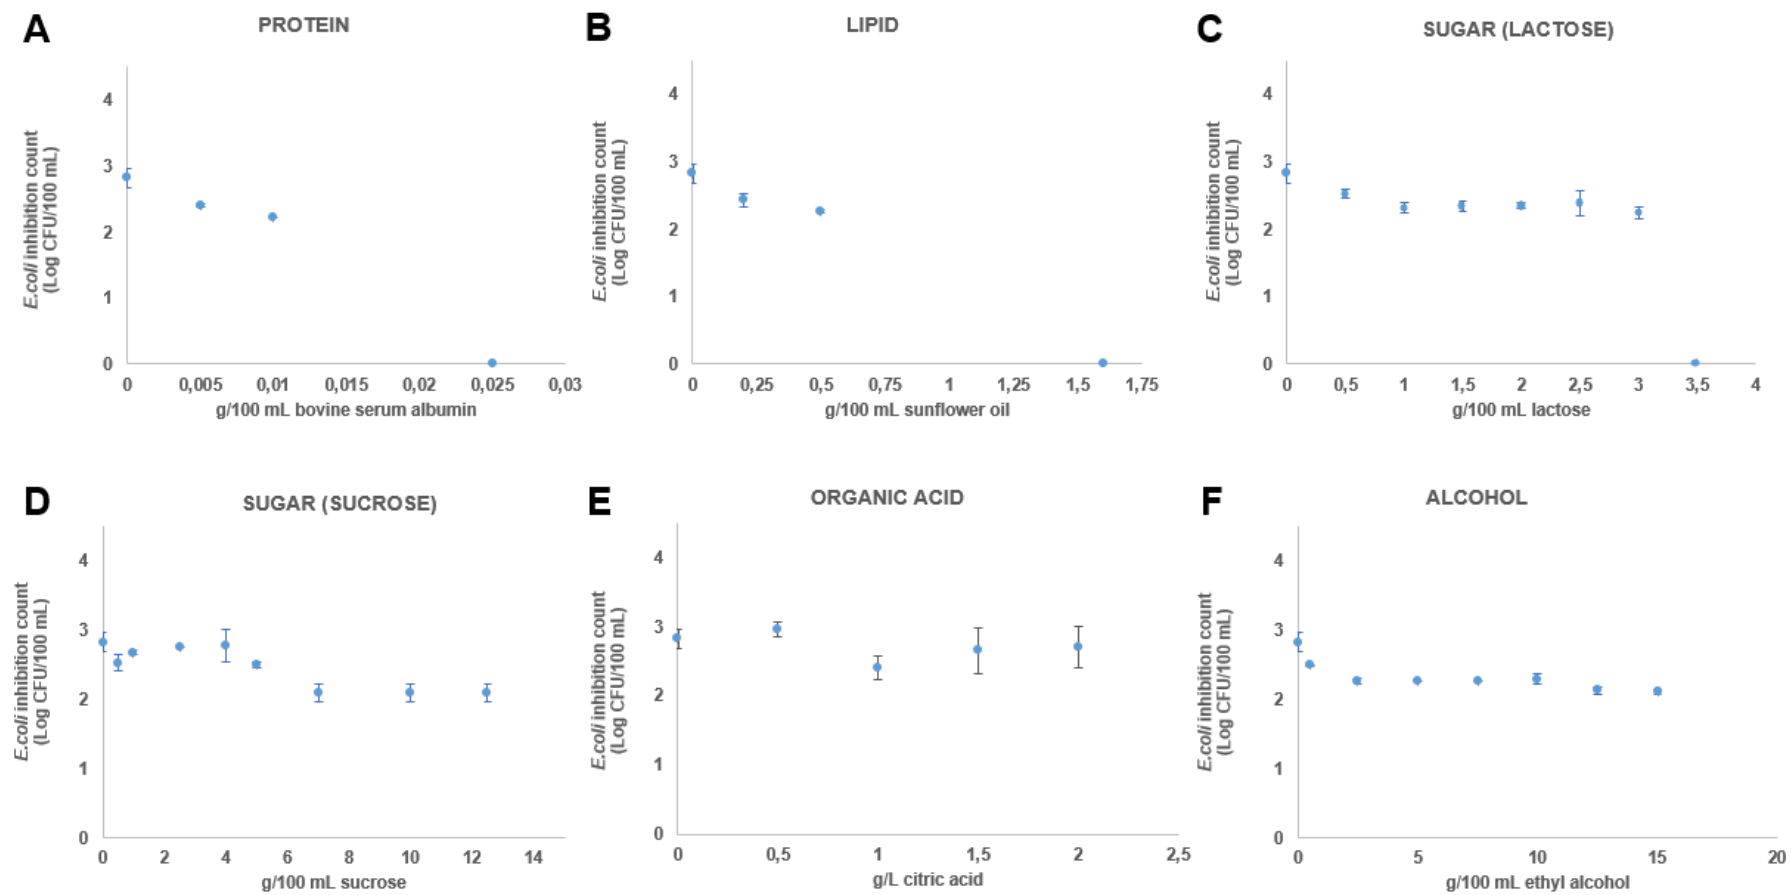 A
PROTEIN
E.coli inhibition count
(Log CFU/100 mL)
4
3
2
1
0
0 0,005 0,01 0,015 0,02 0,025 0,03
g/100 mL bovine serum albumin
B
LIPID
E.coli inhibition count
(Log CFU/100 mL)
4
3
2
1
0
0 0,25 0,5 0,75 1 1,25 1,5 1,75
g/100 mL sunflower oil
C
SUGAR (LACTOSE)
E.coli inhibition count
(Log CFU/100 mL)
4
3
2
1
0
0 0,5 1 1,5 2 2,5 3 3,5 4
g/100 mL lactose
D
SUGAR (SUCROSE)
E.coli inhibition count
(Log CFU/100 mL)
4
3
2
1
0
0 2 4 6 8 10 12 14
g/100 mL sucrose
E
ORGANIC ACID
E.coli inhibition count
(Log CFU/100 mL)
4
3
2
1
0
0 0,5 1 1,5 2 2,5
g/L citric acid
F
ALCOHOL
E.coli inhibition count
(Log CFU/100 mL)
4
3
2
1
0
0 5 10 15 20
g/100 mL ethyl alcohol